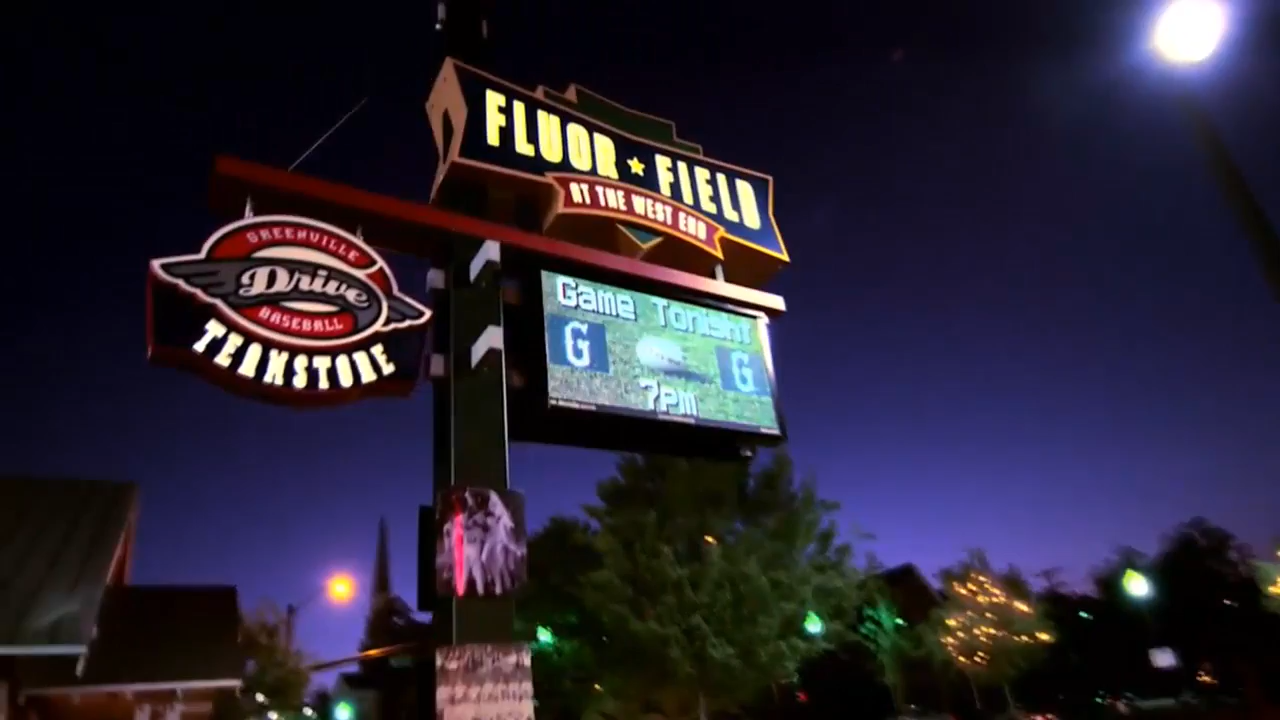 FLUOR FIELD
AT THE WEST END
GREENVILLE
Drive
BASEBALL
TEAMSTORE
Game Tonight
G G
7pm